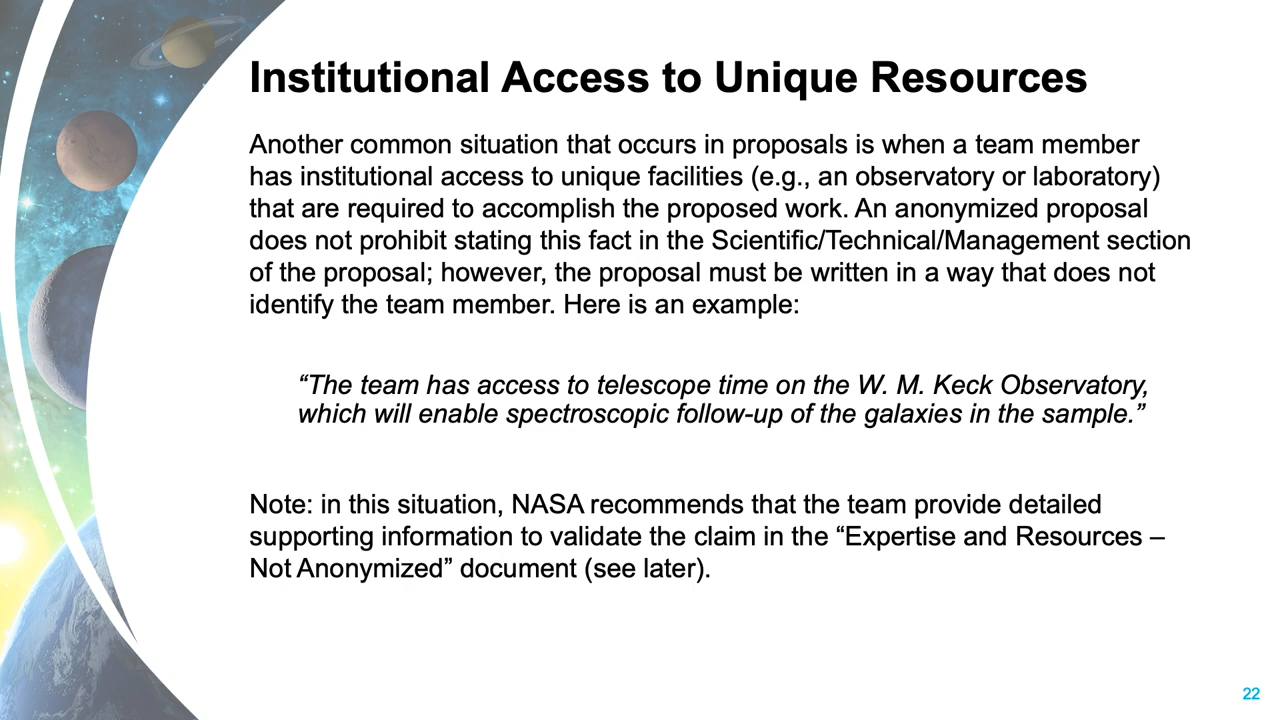 Institutional Access to Unique Resources
Another common situation that occurs in proposals is when a team member
has institutional access to unique facilities (e.g., an observatory or laboratory)
that are required to accomplish the proposed work. An anonymized proposal
does not prohibit stating this fact in the Scientific/Technical/Management section
of the proposal; however, the proposal must be written in a way that does not
identify the team member. Here is an example:
“The team has access to telescope time on the W. M. Keck Observatory,
which will enable spectroscopic follow-up of the galaxies in the sample.”
Note: in this situation, NASA recommends that the team provide detailed
supporting information to validate the claim in the “Expertise and Resources –
Not Anonymized” document (see later).
22